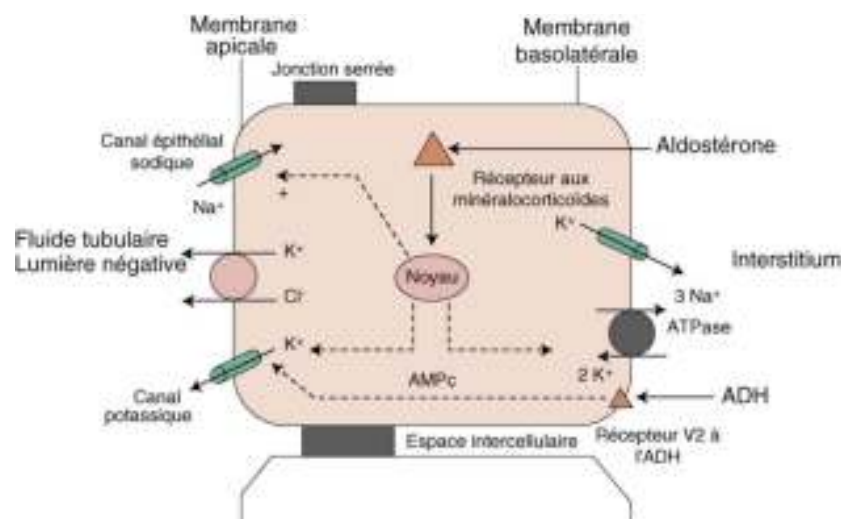 Membrane
apicale
Membrane
basolatérale
Jonction serrée
Canal épithélial
sodique
Aldostérone
Récepteur aux
minéralocorticoïdes
Na⁺
+
K⁺
Fluide tubulaire
Lumière négative
K⁺
Cl⁻
Noyau
Interstitium
3 Na⁺
ATPase
K⁺
2 K⁺
Canal
potassique
AMPc
ADH
Espace intercellulaire
Récepteur V2 à
l'ADH